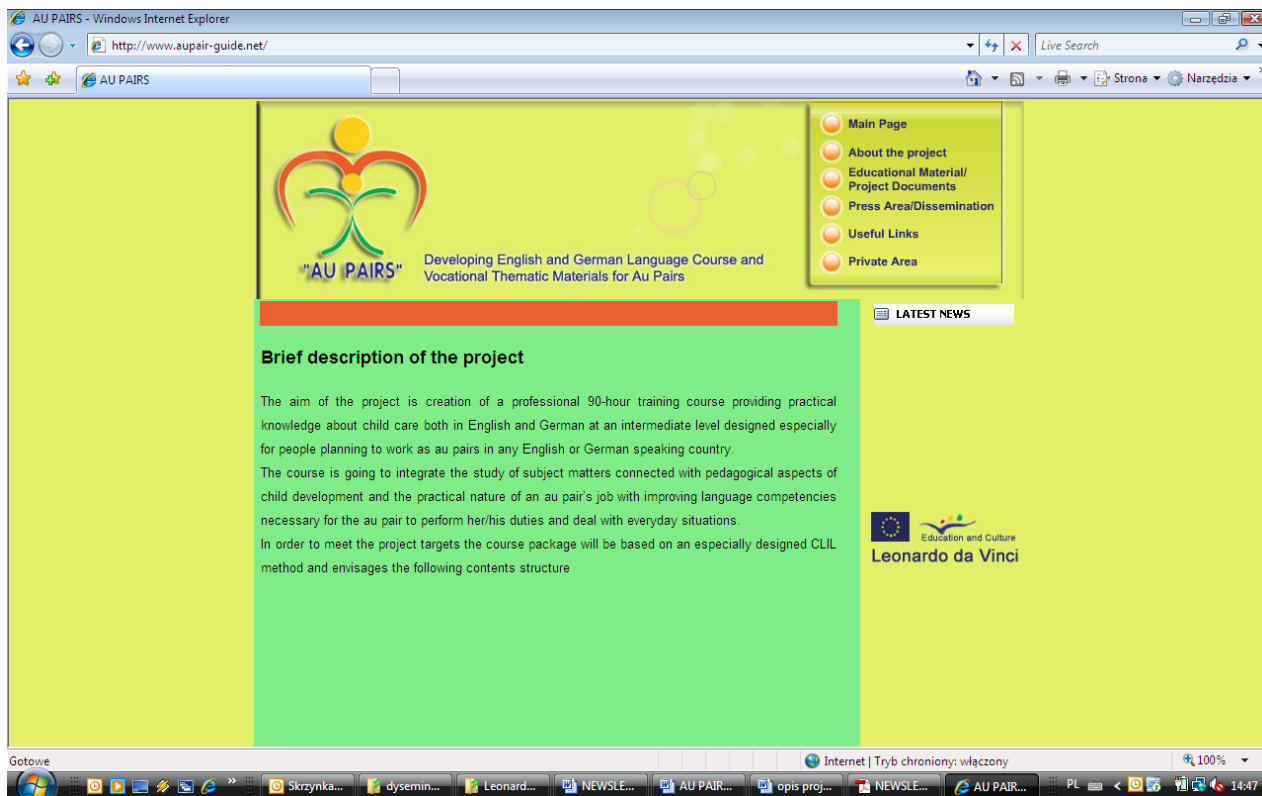 AU PAIRS - Windows Internet Explorer
http://www.aupair-guide.net/
Live Search
AU PAIRS
Strona
Narzędzia
Main Page
About the project
Educational Material/
Project Documents
Press Area/Dissemination
Useful Links
Private Area
"AU PAIRS"
Developing English and German Language Course and
Vocational Thematic Materials for Au Pairs
LATEST NEWS
Brief description of the project
The aim of the project is creation of a professional 90-hour training course providing practical
knowledge about child care both in English and German at an intermediate level designed especially
for people planning to work as au pairs in any English or German speaking country.
The course is going to integrate the study of subject matters connected with pedagogical aspects of
child development and the practical nature of an au pair's job with improving language competencies
necessary for the au pair to perform her/his duties and deal with everyday situations.
In order to meet the project targets the course package will be based on an especially designed CLIL
method and envisages the following contents structure
Education and Culture
Leonardo da Vinci
Gotowe
Internet | Tryb chroniony: włączony
100%
Skrzynka...
dysemin...
Leonard...
NEWSLE...
AU PAIR...
opis proj...
NEWSLE...
AU PAIR...
PL
14:47